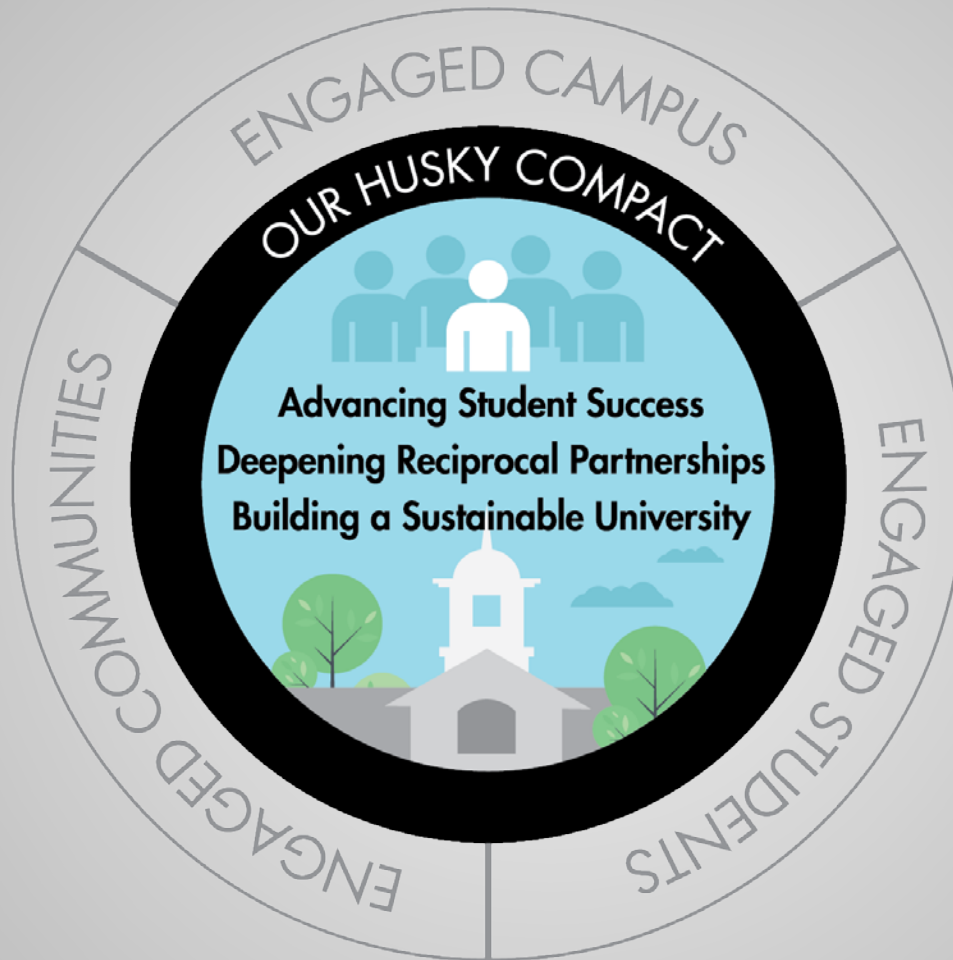 ENGAGED CAMPUS
OUR HUSKY COMPACT
Advancing Student Success
Deepening Reciprocal Partnerships
Building a Sustainable University
ENGAGED COMMUNITIES
ENGAGED STUDENTS